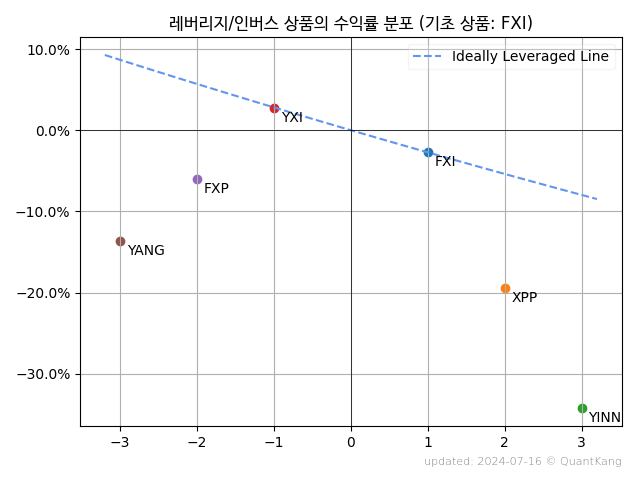 레버리지/인버스 상품의 수익률 분포 (기초 상품: FXI)
10.0%
Ideally Leveraged Line
YXI
0.0%
FXI
FXP
−10.0%
YANG
−20.0%
XPP
−30.0%
YINN
−3 −2 −1 0 1 2 3
updated: 2024-07-16 © QuantKang